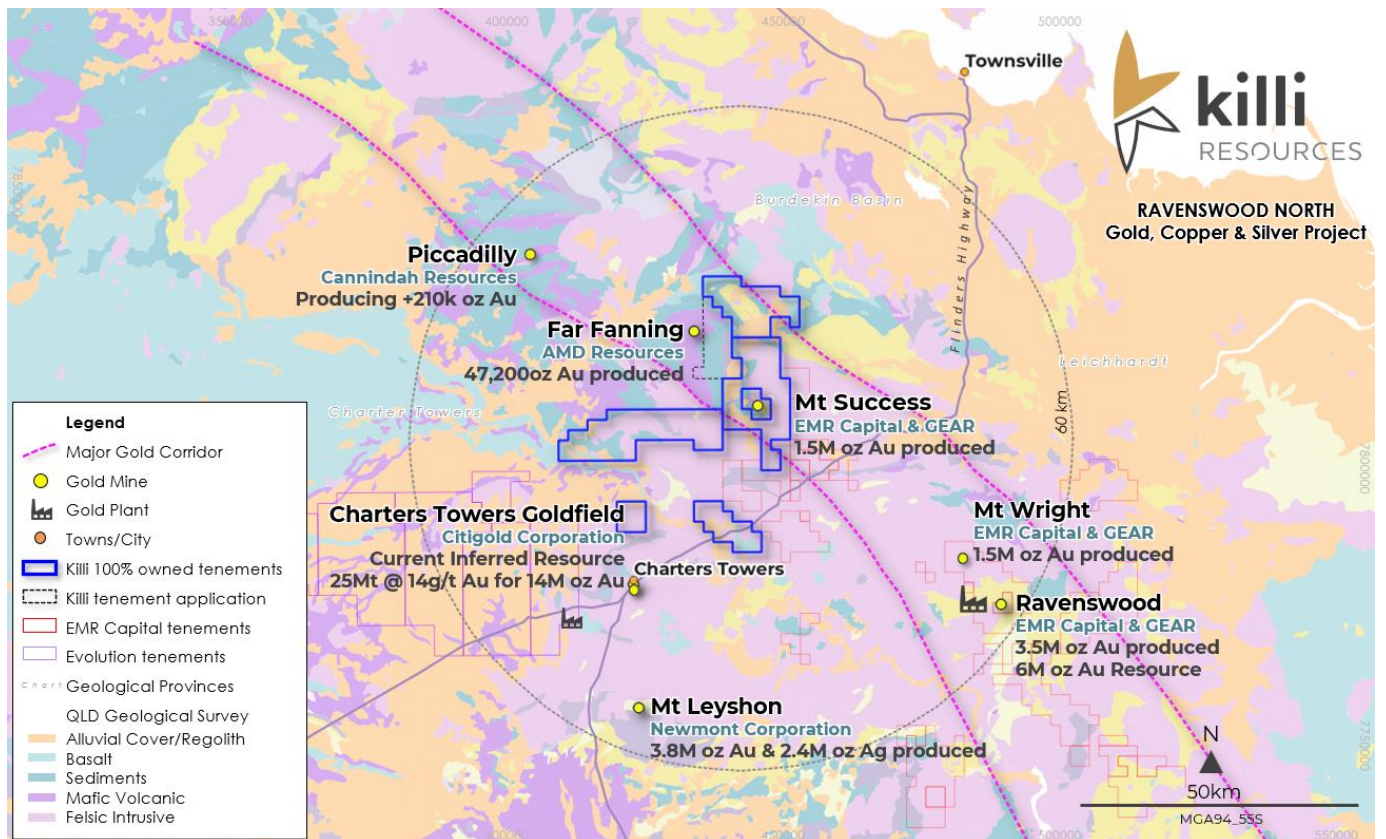 350000
400000
450000
500000
Townsville
killi
RESOURCES
RAVENSWOOD NORTH
Gold, Copper & Silver Project
7850000
Burdekin Basin
Flinders Highway
Piccadilly
Cannindah Resources
Producing +210k oz Au
Far Fanning
AMD Resources
47,200oz Au produced
Leichhardt
Mt Success
EMR Capital & GEAR
1.5M oz Au produced
Charter Towers
60 km
7800000
Charters Towers Goldfield
Citigold Corporation
Current Inferred Resource
25Mt @ 14g/t Au for 14M oz Au
Charters Towers
Mt Wright
EMR Capital & GEAR
1.5M oz Au produced
Ravenswood
EMR Capital & GEAR
3.5M oz Au produced
6M oz Au Resource
Mt Leyshon
Newmont Corporation
3.8M oz Au & 2.4M oz Ag produced
Legend
Major Gold Corridor
Gold Mine
Gold Plant
Towns/City
Killi 100% owned tenements
Killi tenement application
EMR Capital tenements
Evolution tenements
Chart
Geological Provinces
QLD Geological Survey
Alluvial Cover/Regolith
Basalt
Sediments
Mafic Volcanic
Felsic Intrusive
N
7750000
50km
MGA94_55S
400000
450000
500000
550000